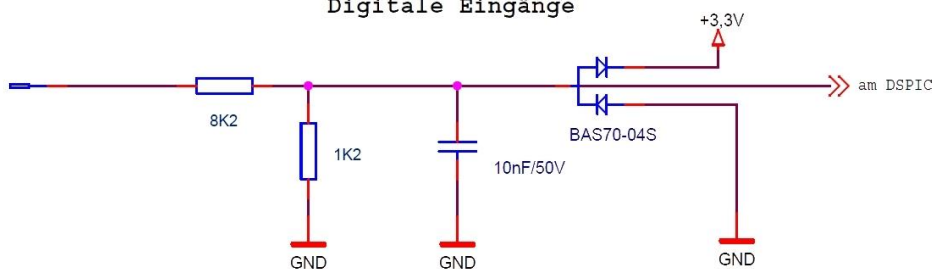 Digitale Eingänge
+3,3V
am DSPIC
8K2
BAS70-04S
1K2
10nF/50V
GND
GND
GND